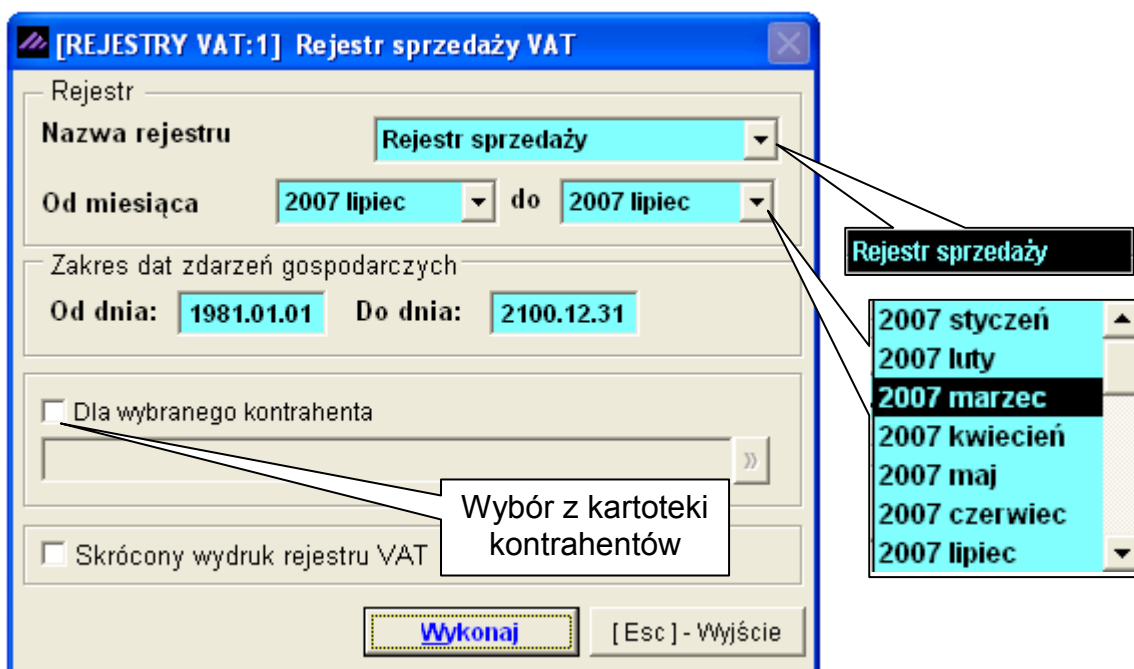 [REJESTRY VAT:1] Rejestr sprzedaży VAT
Rejestr
Nazwa rejestru
Rejestr sprzedaży
Od miesiąca
2007 lipiec
do
2007 lipiec
Rejestr sprzedaży
Zakres dat zdarzeń gospodarczych
Od dnia:
1981.01.01
Do dnia:
2100.12.31
2007 styczeń
2007 luty
2007 marzec
2007 kwiecień
2007 maj
2007 czerwiec
2007 lipiec
Dla wybranego kontrahenta
»
Wybór z kartoteki
kontrahentów
Skrócony wydruk rejestru VAT
Wykonaj
[ Esc ] - Wyjście